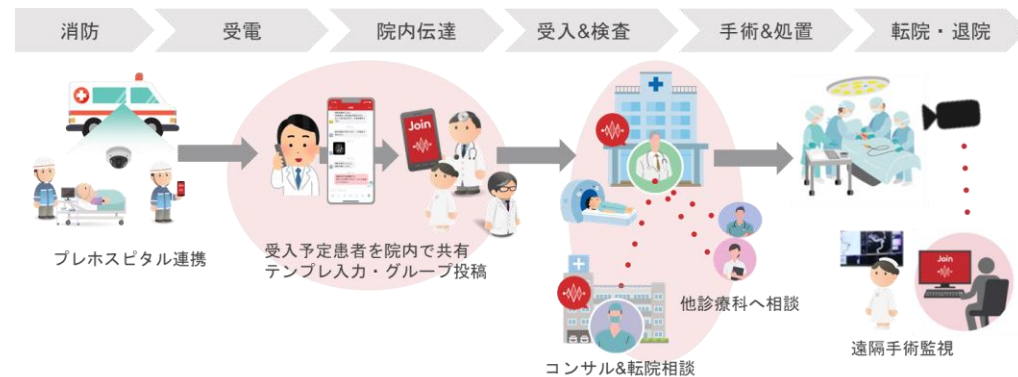 消防
受電
院内伝達
受入&検査
手術&処置
転院・退院
Join
プレホスピタル連携
受入予定患者を院内で共有
テンプレ入力・グループ投稿
他診療科へ相談
コンサル&転院相談
Join
遠隔手術監視